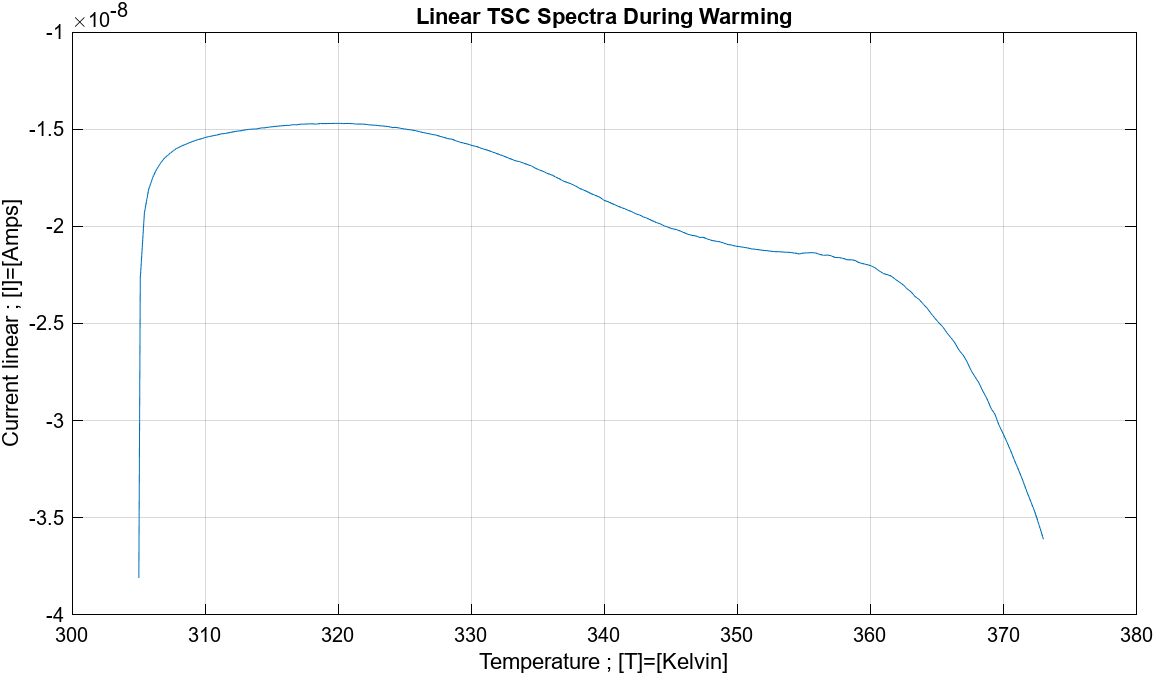 Linear TSC Spectra During Warming
×10-8
-1
-1.5
-2
-2.5
-3
-3.5
-4
Current linear ; [I]=[Amps]
300 310 320 330 340 350 360 370 380
Temperature ; [T]=[Kelvin]